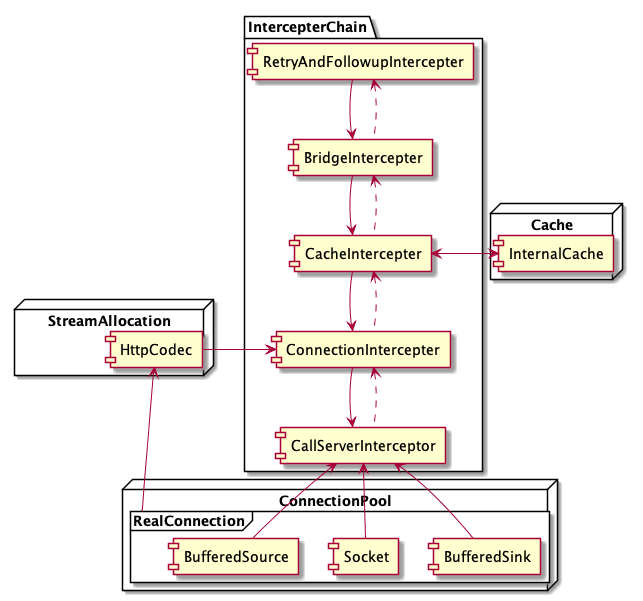 IntercepterChain
RetryAndFollowupIntercepter
BridgeIntercepter
Cache
CacheIntercepter
InternalCache
StreamAllocation
HttpCodec
ConnectionIntercepter
CallServerInterceptor
ConnectionPool
RealConnection
BufferedSource
Socket
BufferedSink